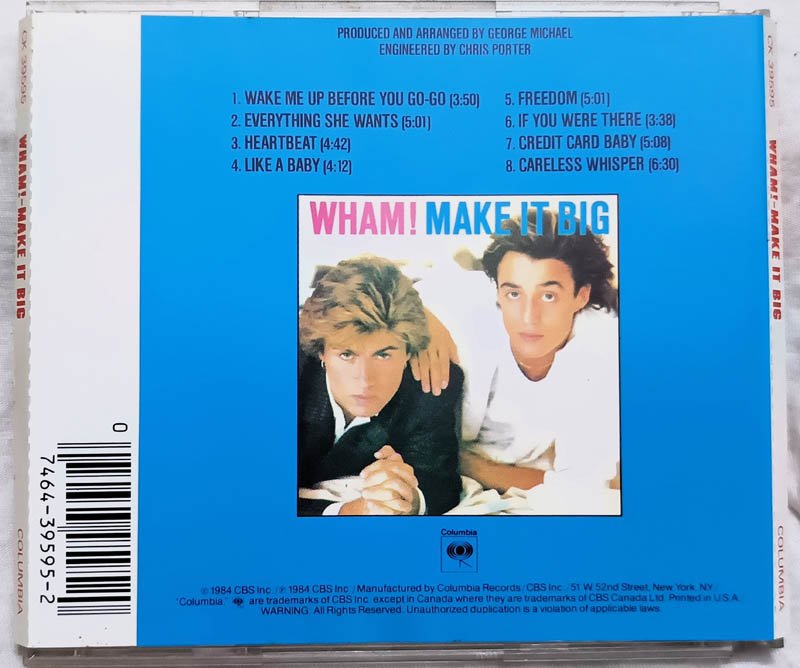 CK 39595
WHAM!-MAKE IT BIG
COLUMBIA
PRODUCED AND ARRANGED BY GEORGE MICHAEL
ENGINEERED BY CHRIS PORTER
1. WAKE ME UP BEFORE YOU GO-GO (3:50)
2. EVERYTHING SHE WANTS (5:01)
3. HEARTBEAT (4:42)
4. LIKE A BABY (4:12)
5. FREEDOM (5:01)
6. IF YOU WERE THERE (3:38)
7. CREDIT CARD BABY (5:08)
8. CARELESS WHISPER (6:30)
WHAM! MAKE IT BIG
0
7464-39595-2
Columbia
© 1984 CBS Inc. / ℗ 1984 CBS Inc. / Manufactured by Columbia Records / CBS Inc. / 51 W. 52nd Street, New York, NY/
"Columbia," are trademarks of CBS Inc. except in Canada where they are trademarks of CBS Canada Ltd. Printed in U.S.A.
WARNING: All Rights Reserved. Unauthorized duplication is a violation of applicable laws.
CK 39595
WHAM!-MAKE IT BIG
COLUMBIA